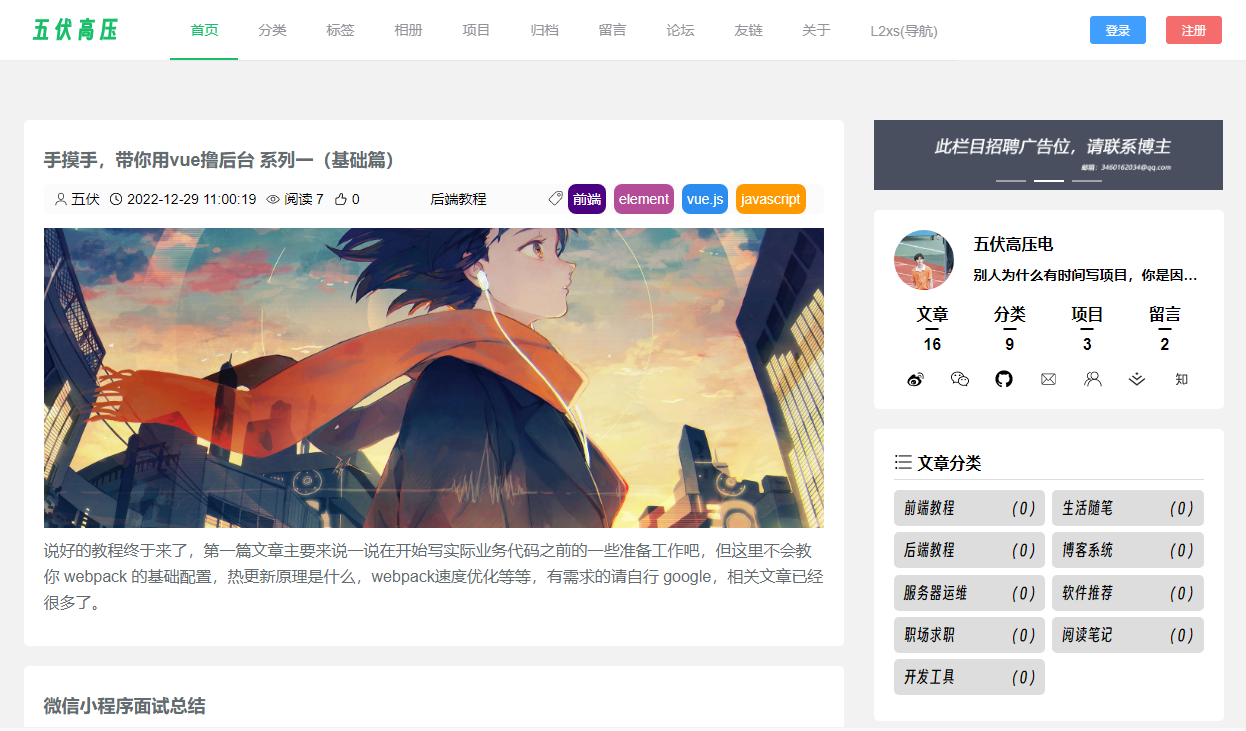 五伏高压
首页 分类 标签 相册 项目 归档 留言 论坛 友链 关于 L2xs(导航)
登录 注册
手摸手，带你用vue撸后台 系列一（基础篇）
五伏 2022-12-29 11:00:19 阅读 7 0 后端教程 前端 element vue.js javascript
说好的教程终于来了，第一篇文章主要来说一说在开始写实际业务代码之前的一些准备工作吧，但这里不会教
你 webpack 的基础配置，热更新原理是什么，webpack速度优化等等，有需求的请自行 google，相关文章已经
很多了。
微信小程序面试总结
此栏目招聘广告位，请联系博主
邮箱：3460162034@qq.com
五伏高压电
别人为什么有时间写项目，你是因...
文章 分类 项目 留言
16 9 3 2
知
文章分类
前端教程 (0) 生活随笔 (0)
后端教程 (0) 博客系统 (0)
服务器运维 (0) 软件推荐 (0)
职场求职 (0) 阅读笔记 (0)
开发工具 (0)